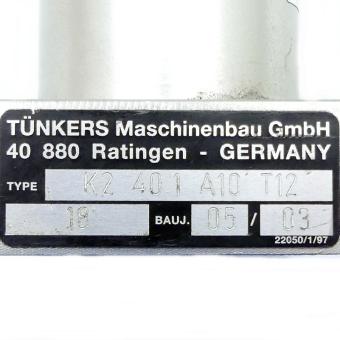 TÜNKERS Maschinenbau GmbH
40 880 Ratingen - GERMANY
TYPE K2 40 1 A10 T12
18 BAUJ. 05 / 03
22050/1/97